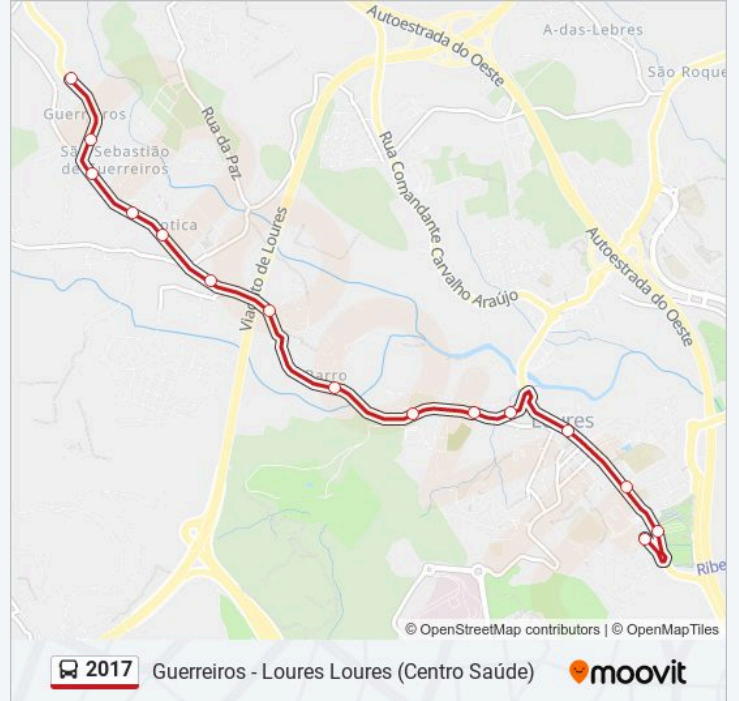 Autoestrada do Oeste
A-das-Lebres
São Roque
Guerreiros
Rua da Paz
São Sebastião
de Guerreiros
Rua Comandante Carvalho Araújo
Viaduto de Loures
Autoestrada do Oeste
Barro
Loures
Ribe
© OpenStreetMap contributors | © OpenMapTiles
2017 Guerreiros - Loures Loures (Centro Saúde) moovit